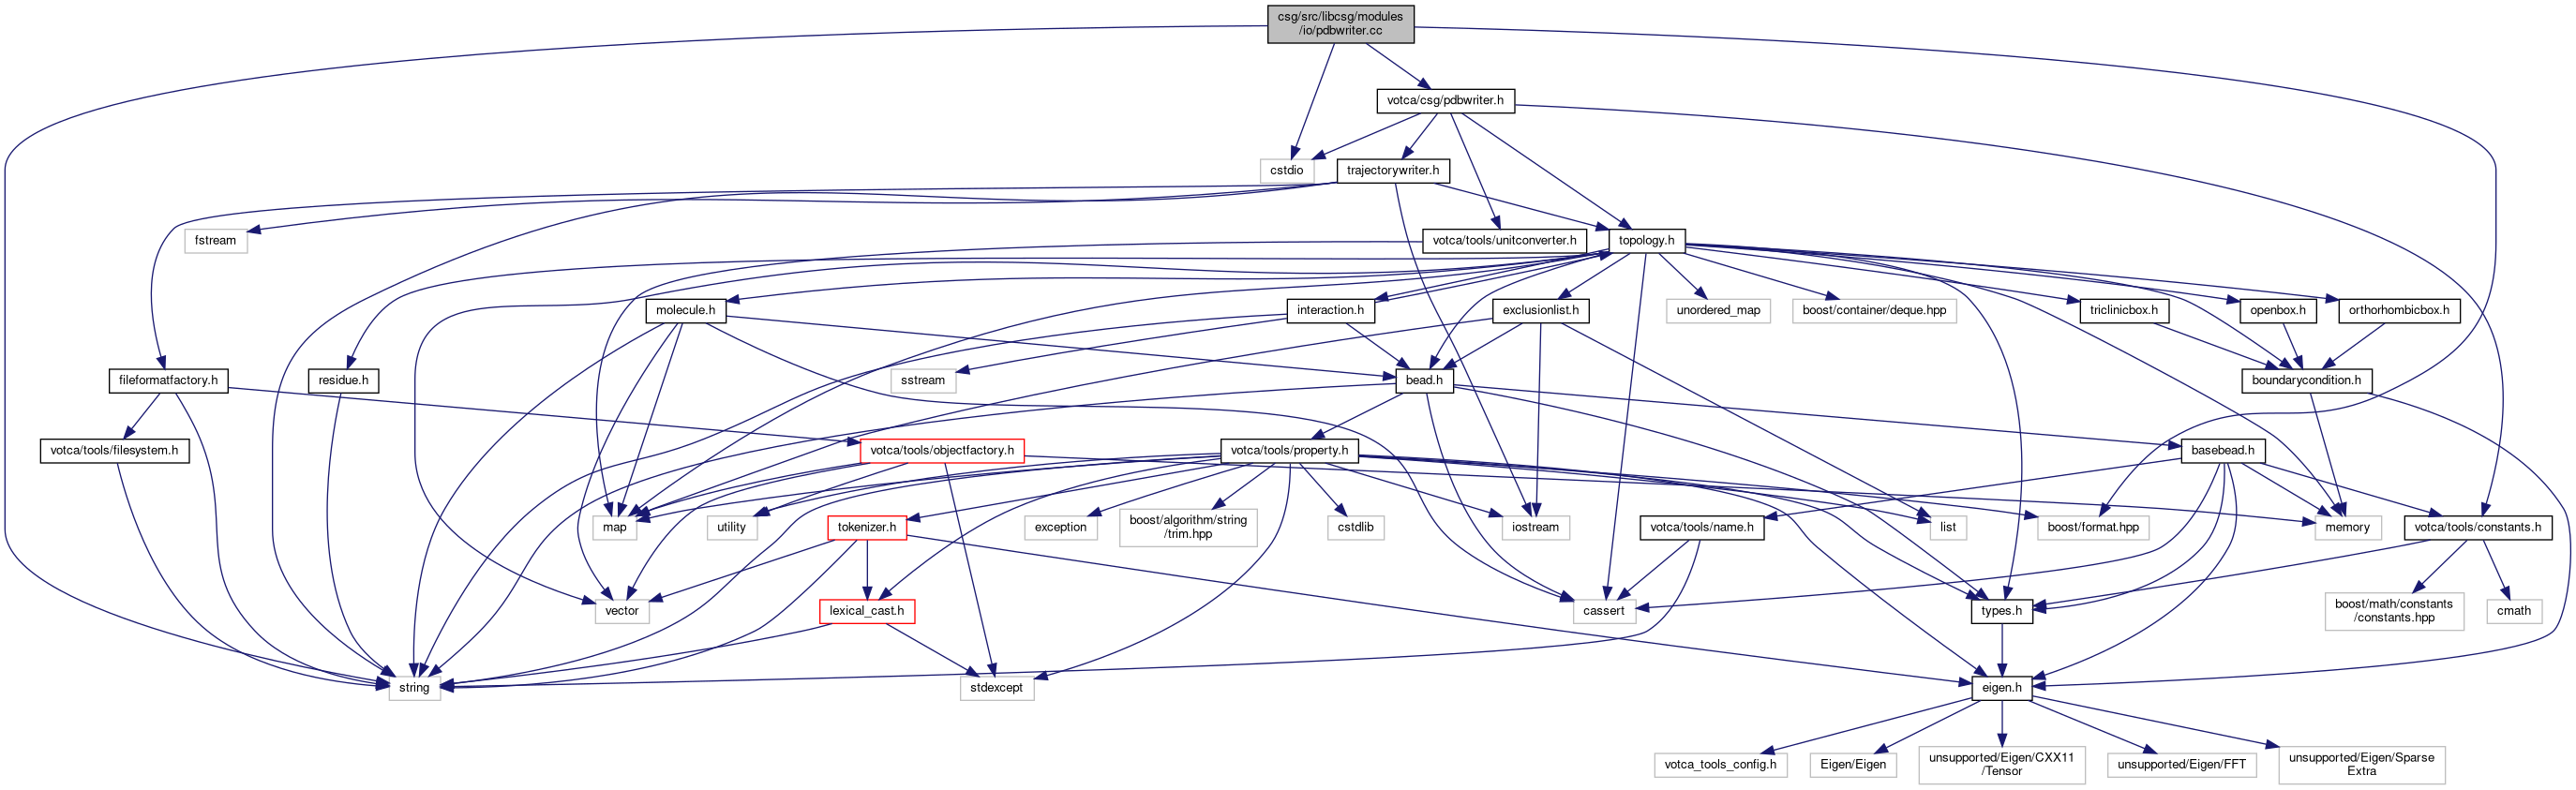 csg/src/libcsg/modules
/io/pdbwriter.cc
votca/csg/pdbwriter.h
cstdio
trajectorywriter.h
fstream
votca/tools/unitconverter.h
topology.h
molecule.h
interaction.h
exclusionlist.h
unordered_map
boost/container/deque.hpp
triclinicbox.h
openbox.h
orthorhombicbox.h
fileformatfactory.h
residue.h
sstream
bead.h
boundarycondition.h
votca/tools/filesystem.h
votca/tools/objectfactory.h
votca/tools/property.h
basebead.h
map
utility
tokenizer.h
exception
boost/algorithm/string
/trim.hpp
cstdlib
iostream
votca/tools/name.h
list
boost/format.hpp
memory
votca/tools/constants.h
vector
lexical_cast.h
cassert
types.h
boost/math/constants
/constants.hpp
cmath
string
stdexcept
eigen.h
votca_tools_config.h
Eigen/Eigen
unsupported/Eigen/CXX11
/Tensor
unsupported/Eigen/FFT
unsupported/Eigen/Sparse
Extra